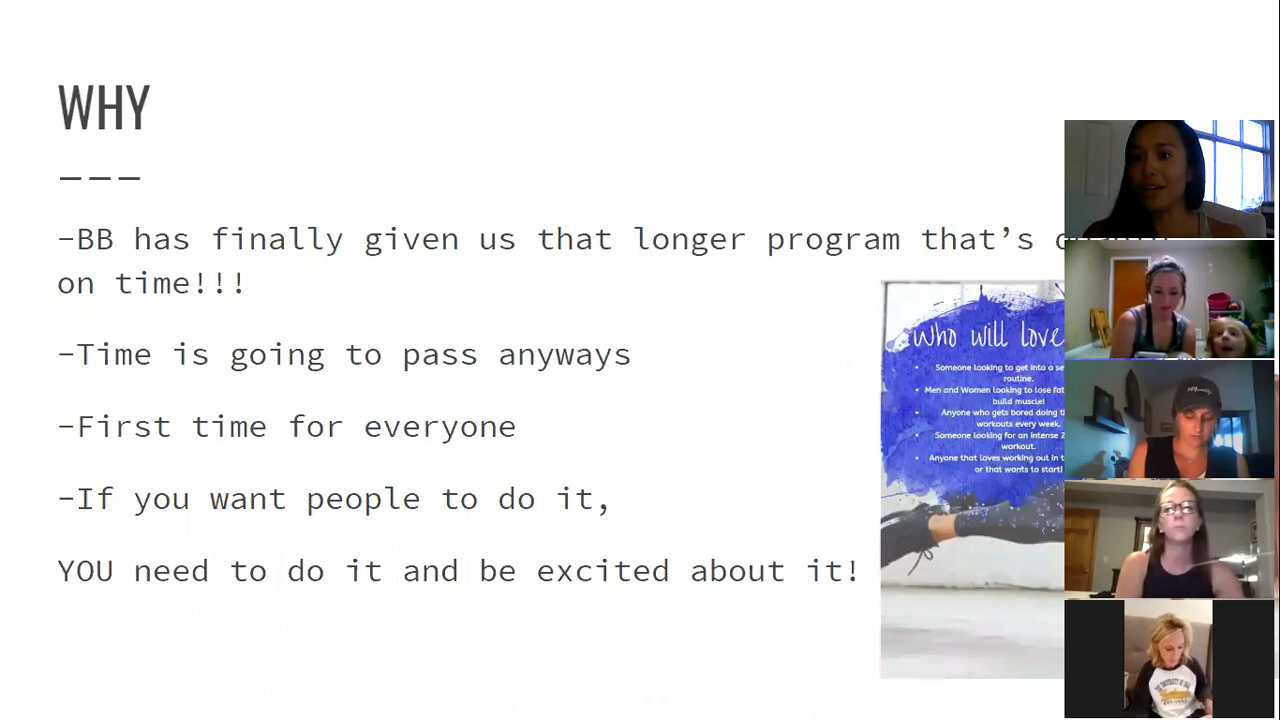 WHY
---
-BB has finally given us that longer program that's
on time!!!
-Time is going to pass anyways
-First time for everyone
-If you want people to do it,
YOU need to do it and be excited about it!
Who will love
• Someone looking to get into a
routine.
• Men and Women looking to lose
build muscle!
• Anyone who gets bored doing
workouts every week.
• Someone looking for an intense
workout.
• Anyone that loves working out in
or that wants to start!
THE UNIVERSITY OF